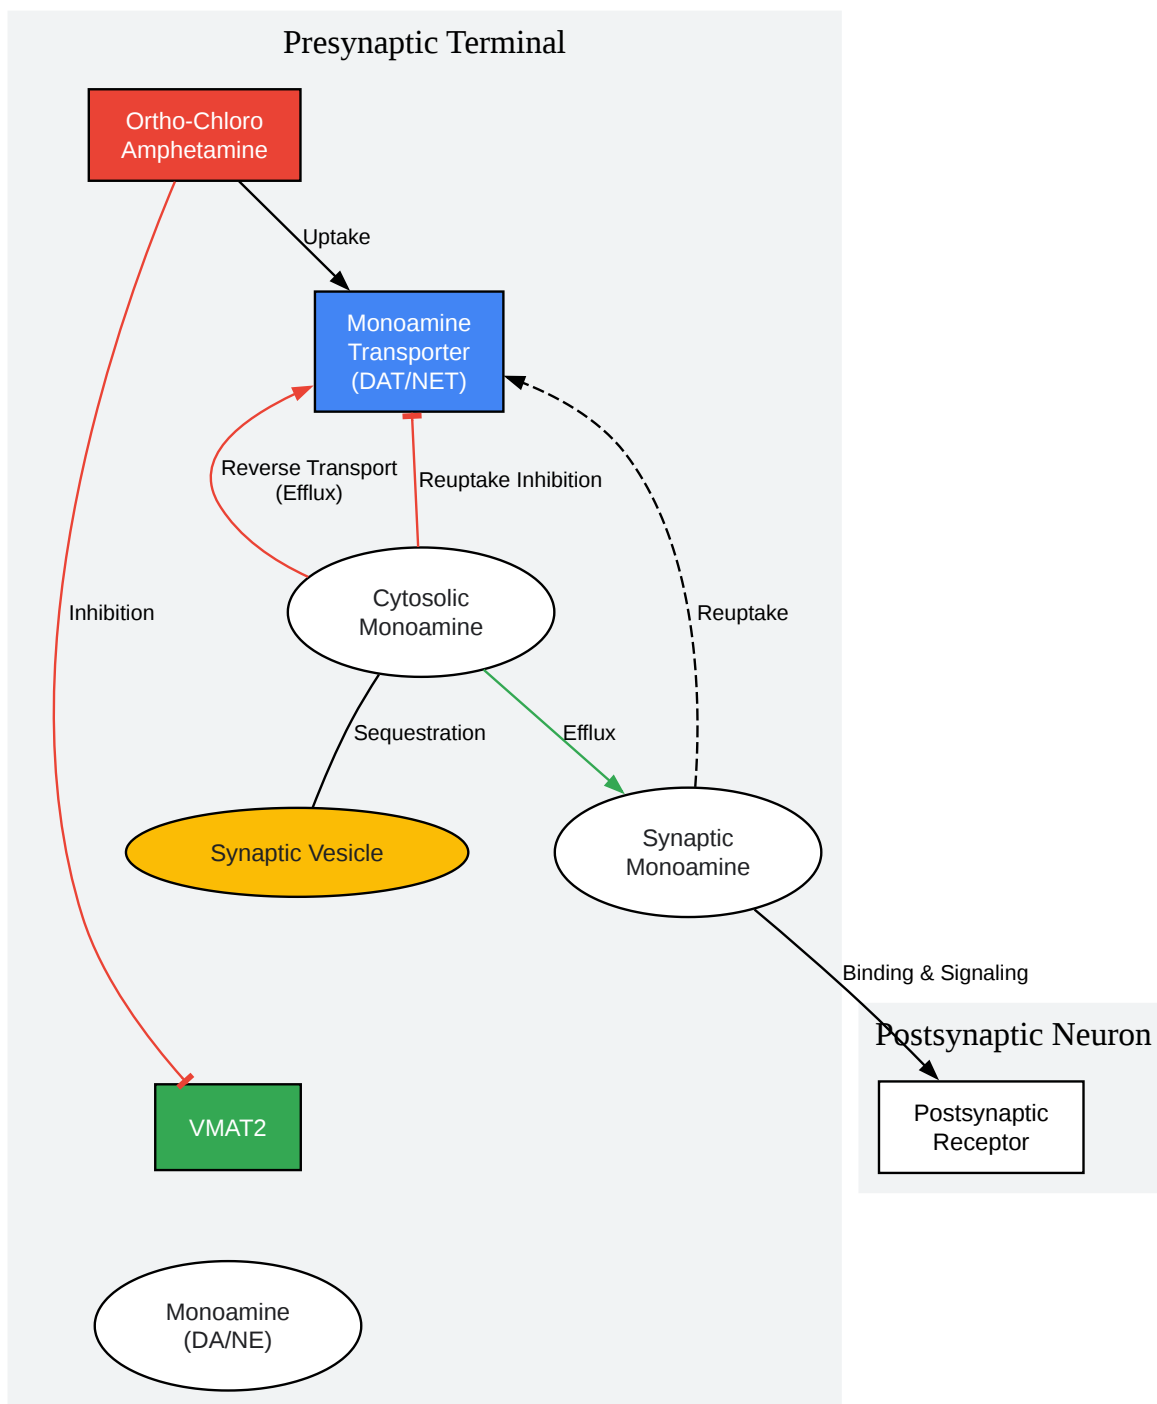 Presynaptic Terminal
Ortho-Chloro
Amphetamine
Uptake
Monoamine
Transporter
(DAT/NET)
Reverse Transport
(Efflux)
Reuptake Inhibition
Cytosolic
Monoamine
Inhibition
Reuptake
Sequestration
Efflux
Synaptic Vesicle
Synaptic
Monoamine
Binding & Signaling
Postsynaptic Neuron
VMAT2
Postsynaptic
Receptor
Monoamine
(DA/NE)